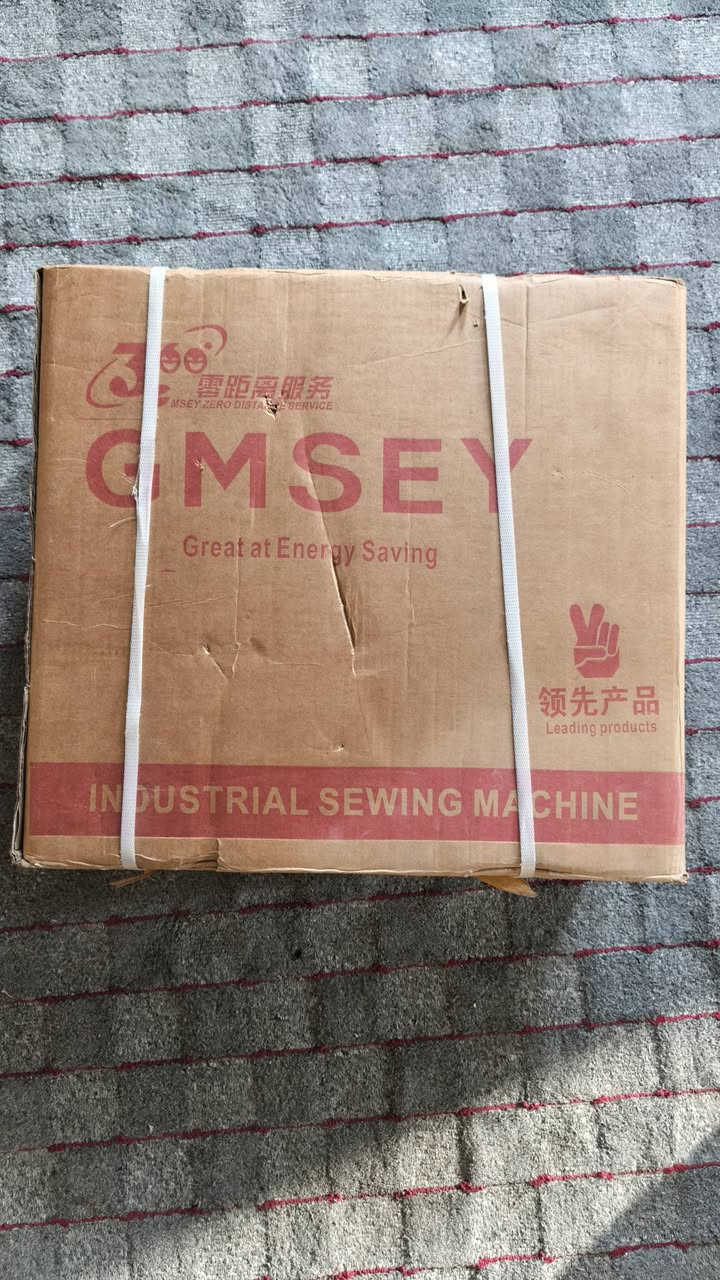 360
零距离服务
MSEY ZERO DISTANCE SERVICE
GMSEY
Great at Energy Saving
领先产品
Leading products
INDUSTRIAL SEWING MACHINE